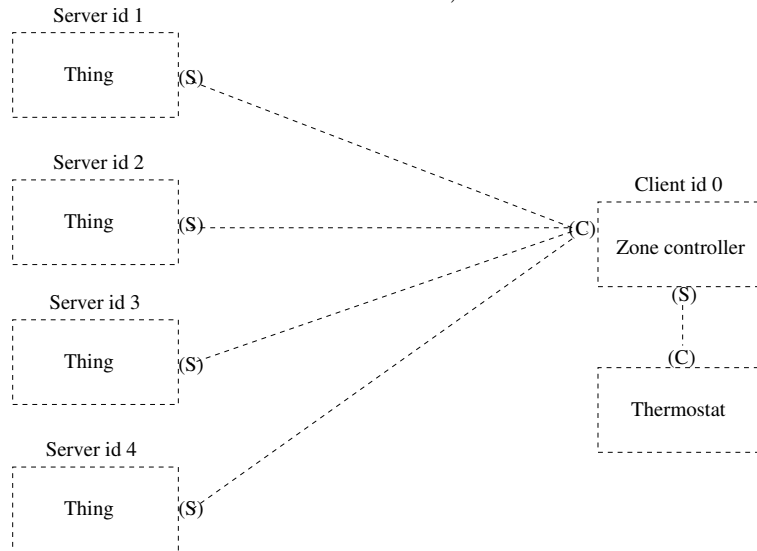 Server id 1
Thing
(S)
Server id 2
Thing
(S)
Server id 3
Thing
(S)
Server id 4
Thing
(S)
Client id 0
(C)
Zone controller
(S)
(C)
Thermostat